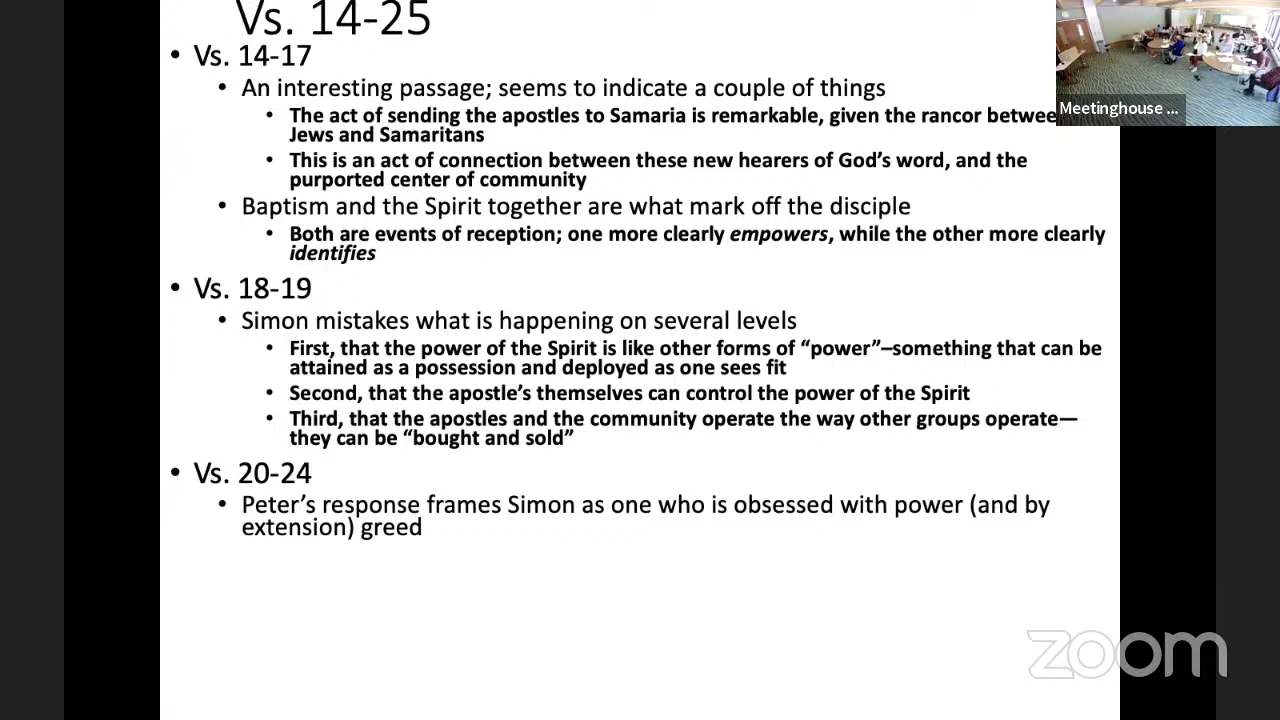 Vs. 14-25
• Vs. 14-17
• An interesting passage; seems to indicate a couple of things
• The act of sending the apostles to Samaria is remarkable, given the rancor betwee
Jews and Samaritans
• This is an act of connection between these new hearers of God’s word, and the
purported center of community
• Baptism and the Spirit together are what mark off the disciple
• Both are events of reception; one more clearly empowers, while the other more clearly
identifies
• Vs. 18-19
• Simon mistakes what is happening on several levels
• First, that the power of the Spirit is like other forms of “power”–something that can be
attained as a possession and deployed as one sees fit
• Second, that the apostle’s themselves can control the power of the Spirit
• Third, that the apostles and the community operate the way other groups operate—
they can be “bought and sold”
• Vs. 20-24
• Peter’s response frames Simon as one who is obsessed with power (and by
extension) greed
Meetinghouse ...
zoom